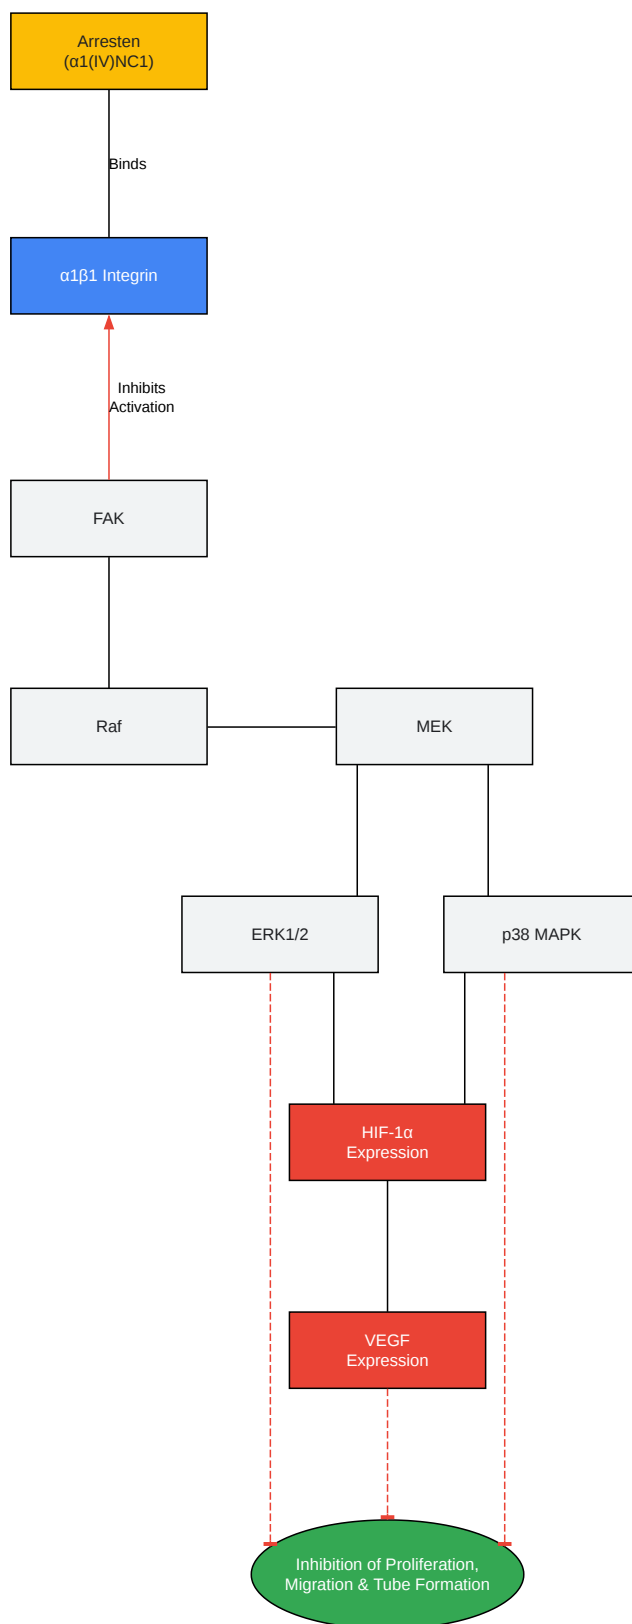 Arresten
(α1(IV)NC1)
Binds
α1β1 Integrin
Inhibits
Activation
FAK
Raf
MEK
ERK1/2
p38 MAPK
HIF-1α
Expression
VEGF
Expression
Inhibition of Proliferation,
Migration & Tube Formation